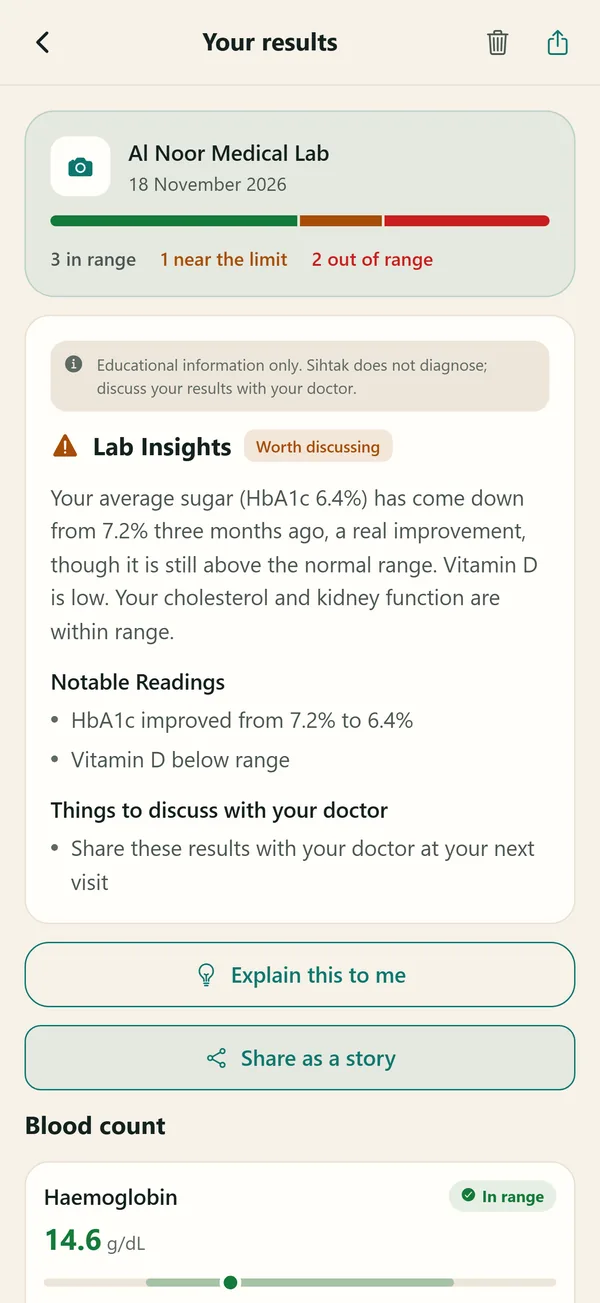 Your results
Al Noor Medical Lab
18 November 2026
3 in range 1 near the limit 2 out of range
Educational information only. Sihtak does not diagnose;
discuss your results with your doctor.
Lab Insights Worth discussing
Your average sugar (HbA1c 6.4%) has come down
from 7.2% three months ago, a real improvement,
though it is still above the normal range. Vitamin D
is low. Your cholesterol and kidney function are
within range.
Notable Readings
• HbA1c improved from 7.2% to 6.4%
• Vitamin D below range
Things to discuss with your doctor
• Share these results with your doctor at your next
visit
Explain this to me
Share as a story
Blood count
Haemoglobin In range
14.6 g/dL